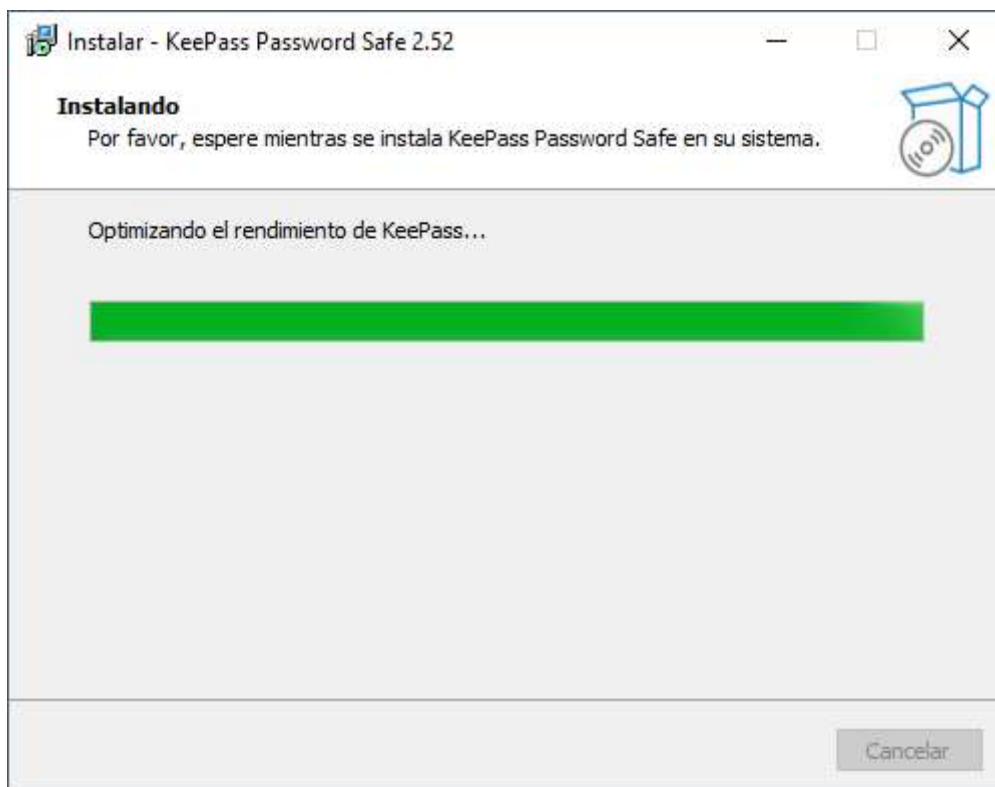 Instalar - KeePass Password Safe 2.52
Instalando
Por favor, espere mientras se instala KeePass Password Safe en su sistema.
Optimizando el rendimiento de KeePass...
Cancelar